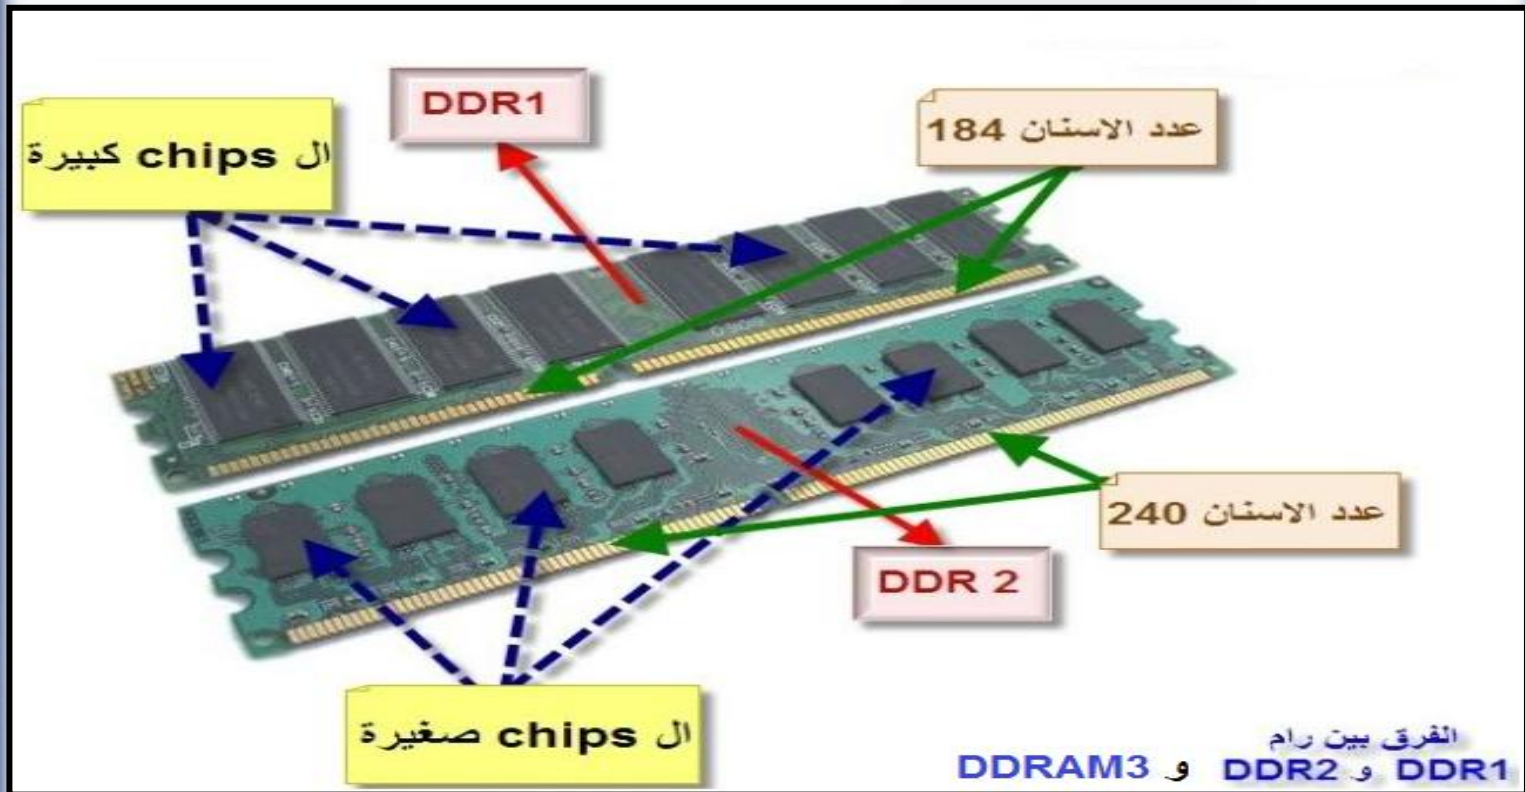 DDR1
عدد الاسنان 184
ال chips كبيرة
عدد الاسنان 240
DDR 2
ال chips صغيرة
الفرق بين رام
DDR1 و DDR2 و DDRAM3